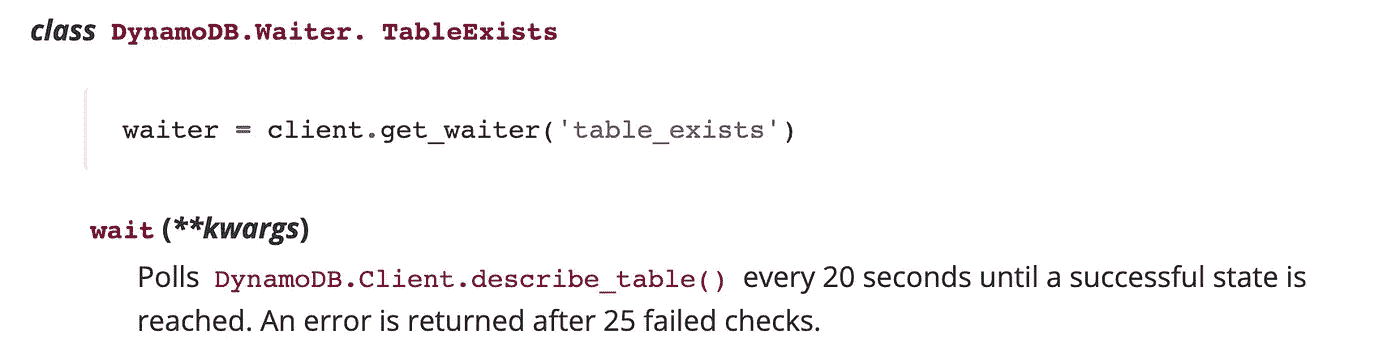 class DynamoDB.Waiter. TableExists
waiter = client.get_waiter('table_exists')
wait (**kwargs)
Polls DynamoDB.Client.describe_table() every 20 seconds until a successful state is
reached. An error is returned after 25 failed checks.